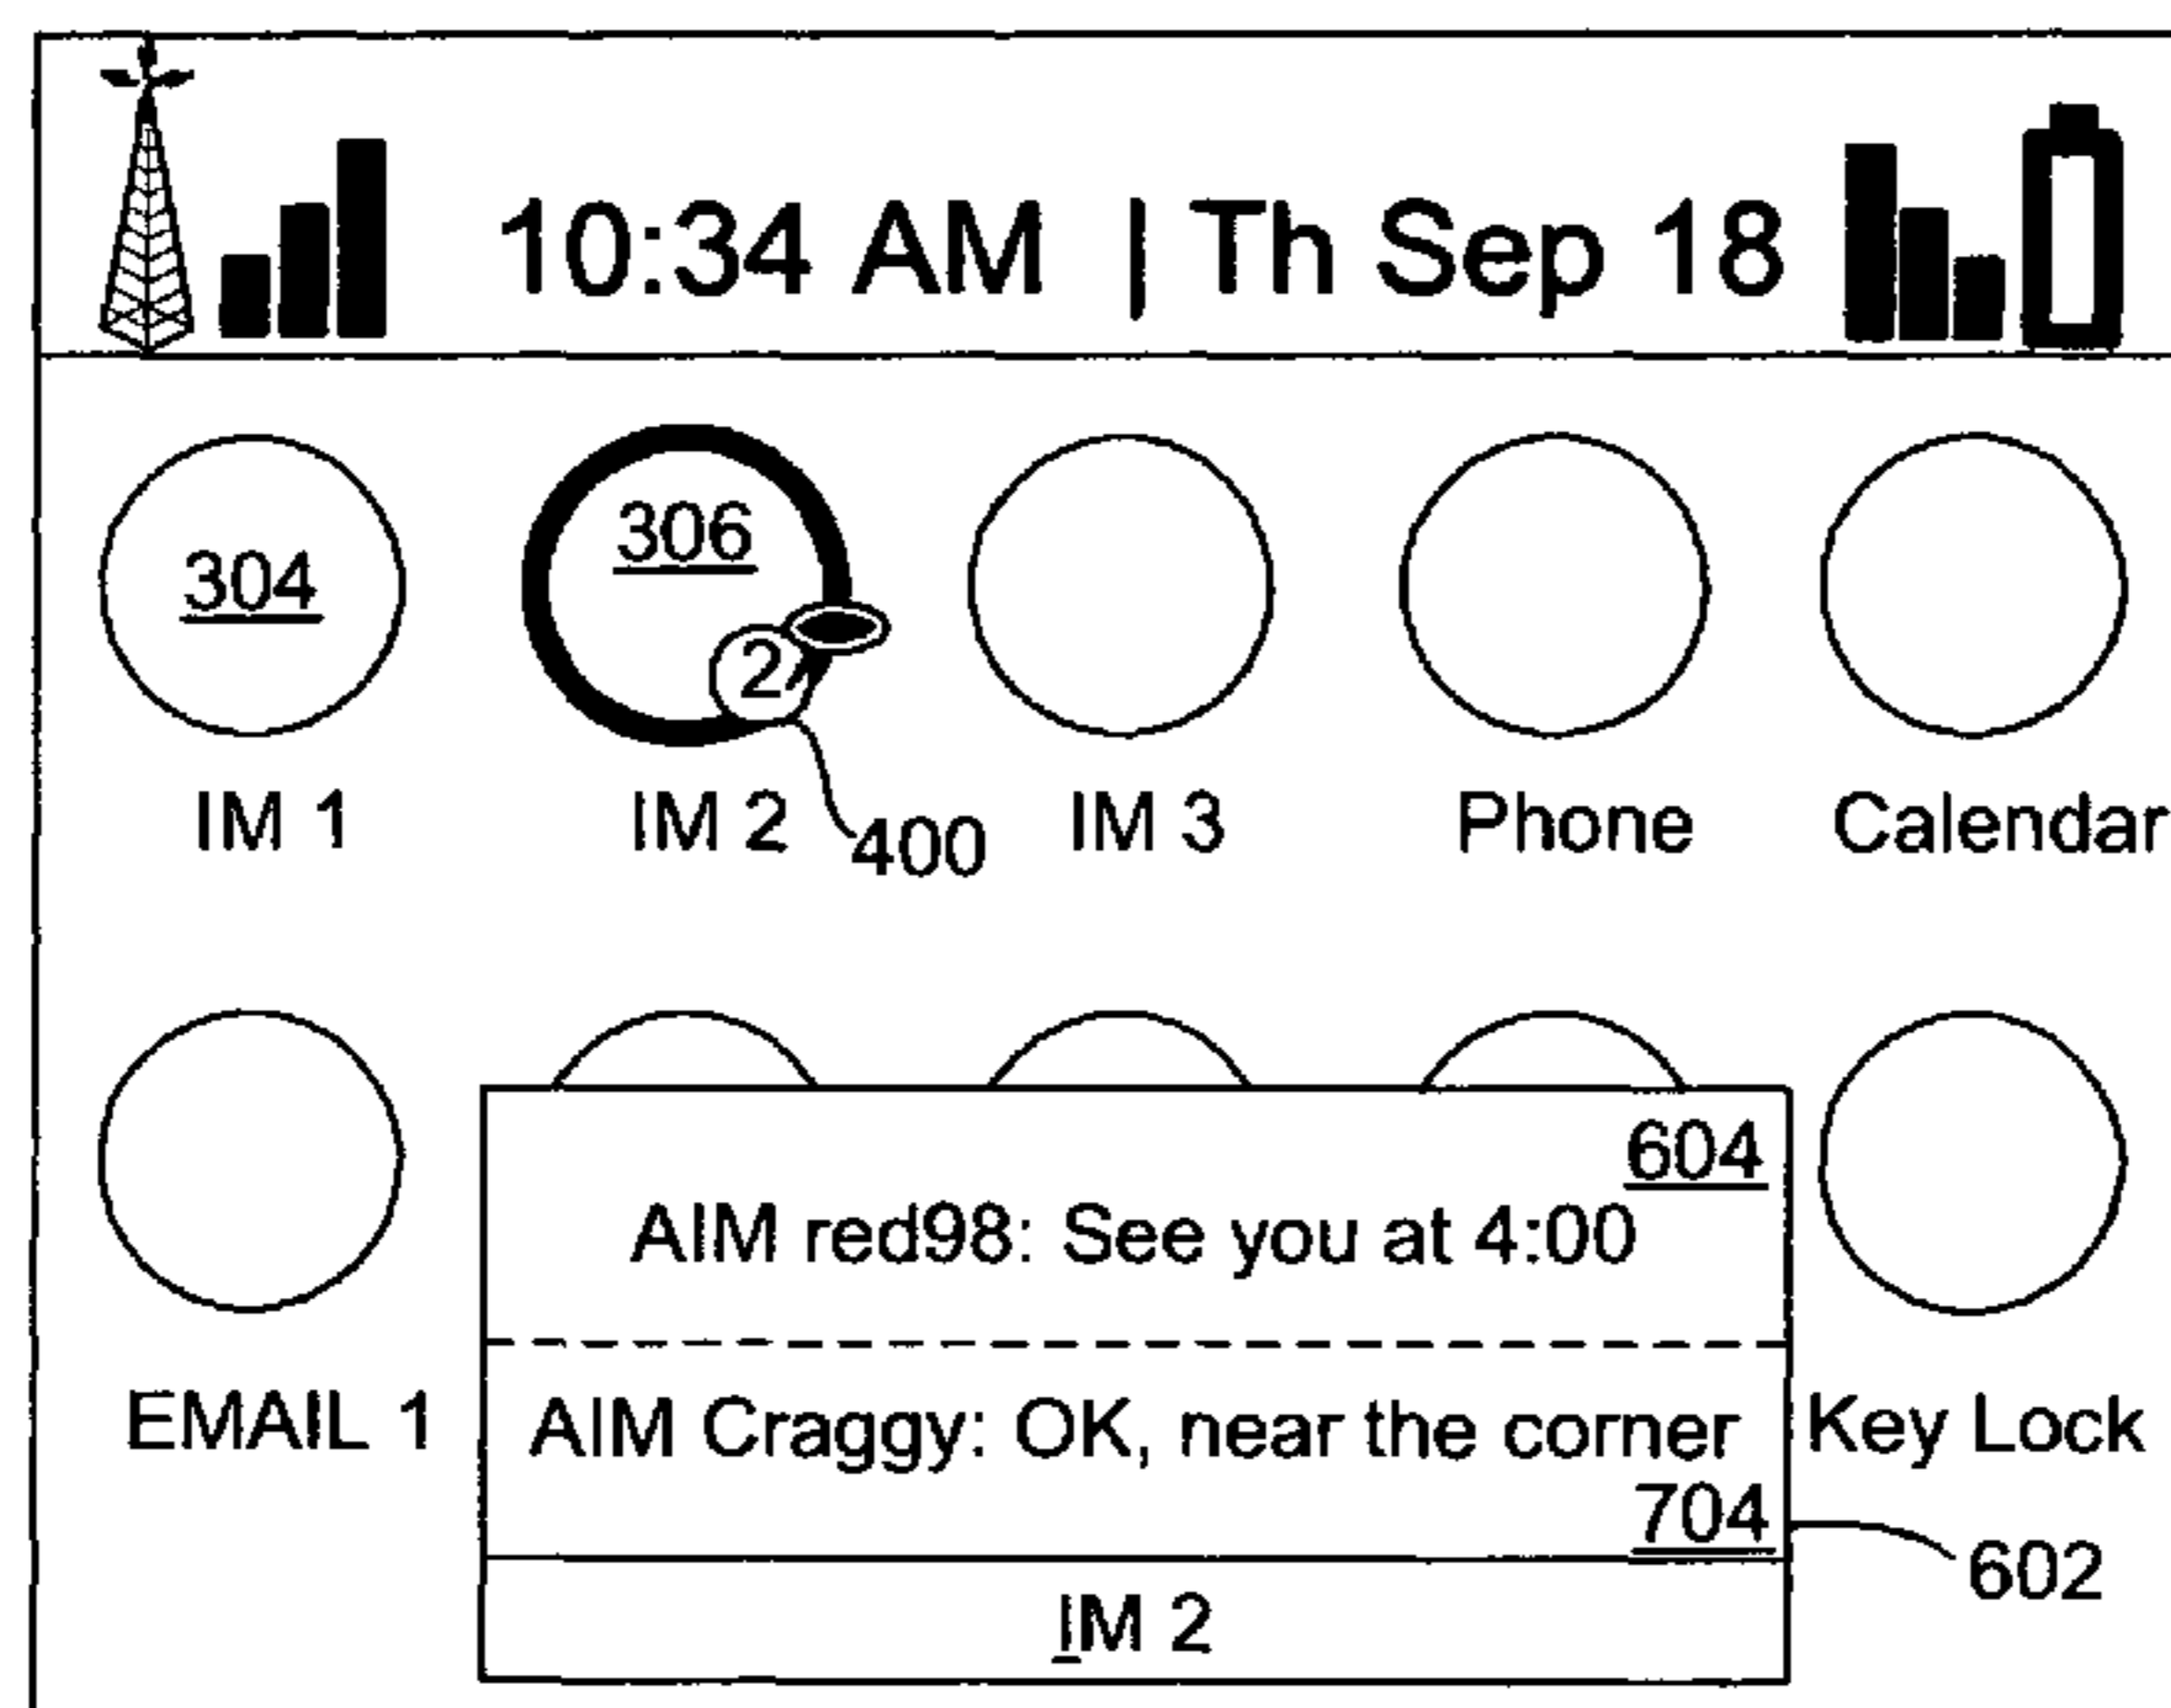 10:34 AM | Th Sep 18
304
306
2
IM 1
IM 2
400
IM 3
Phone
Calendar
604
AIM red98: See you at 4:00
EMAIL 1
AIM Craggy: OK, near the corner
Key Lock
704
602
IM 2